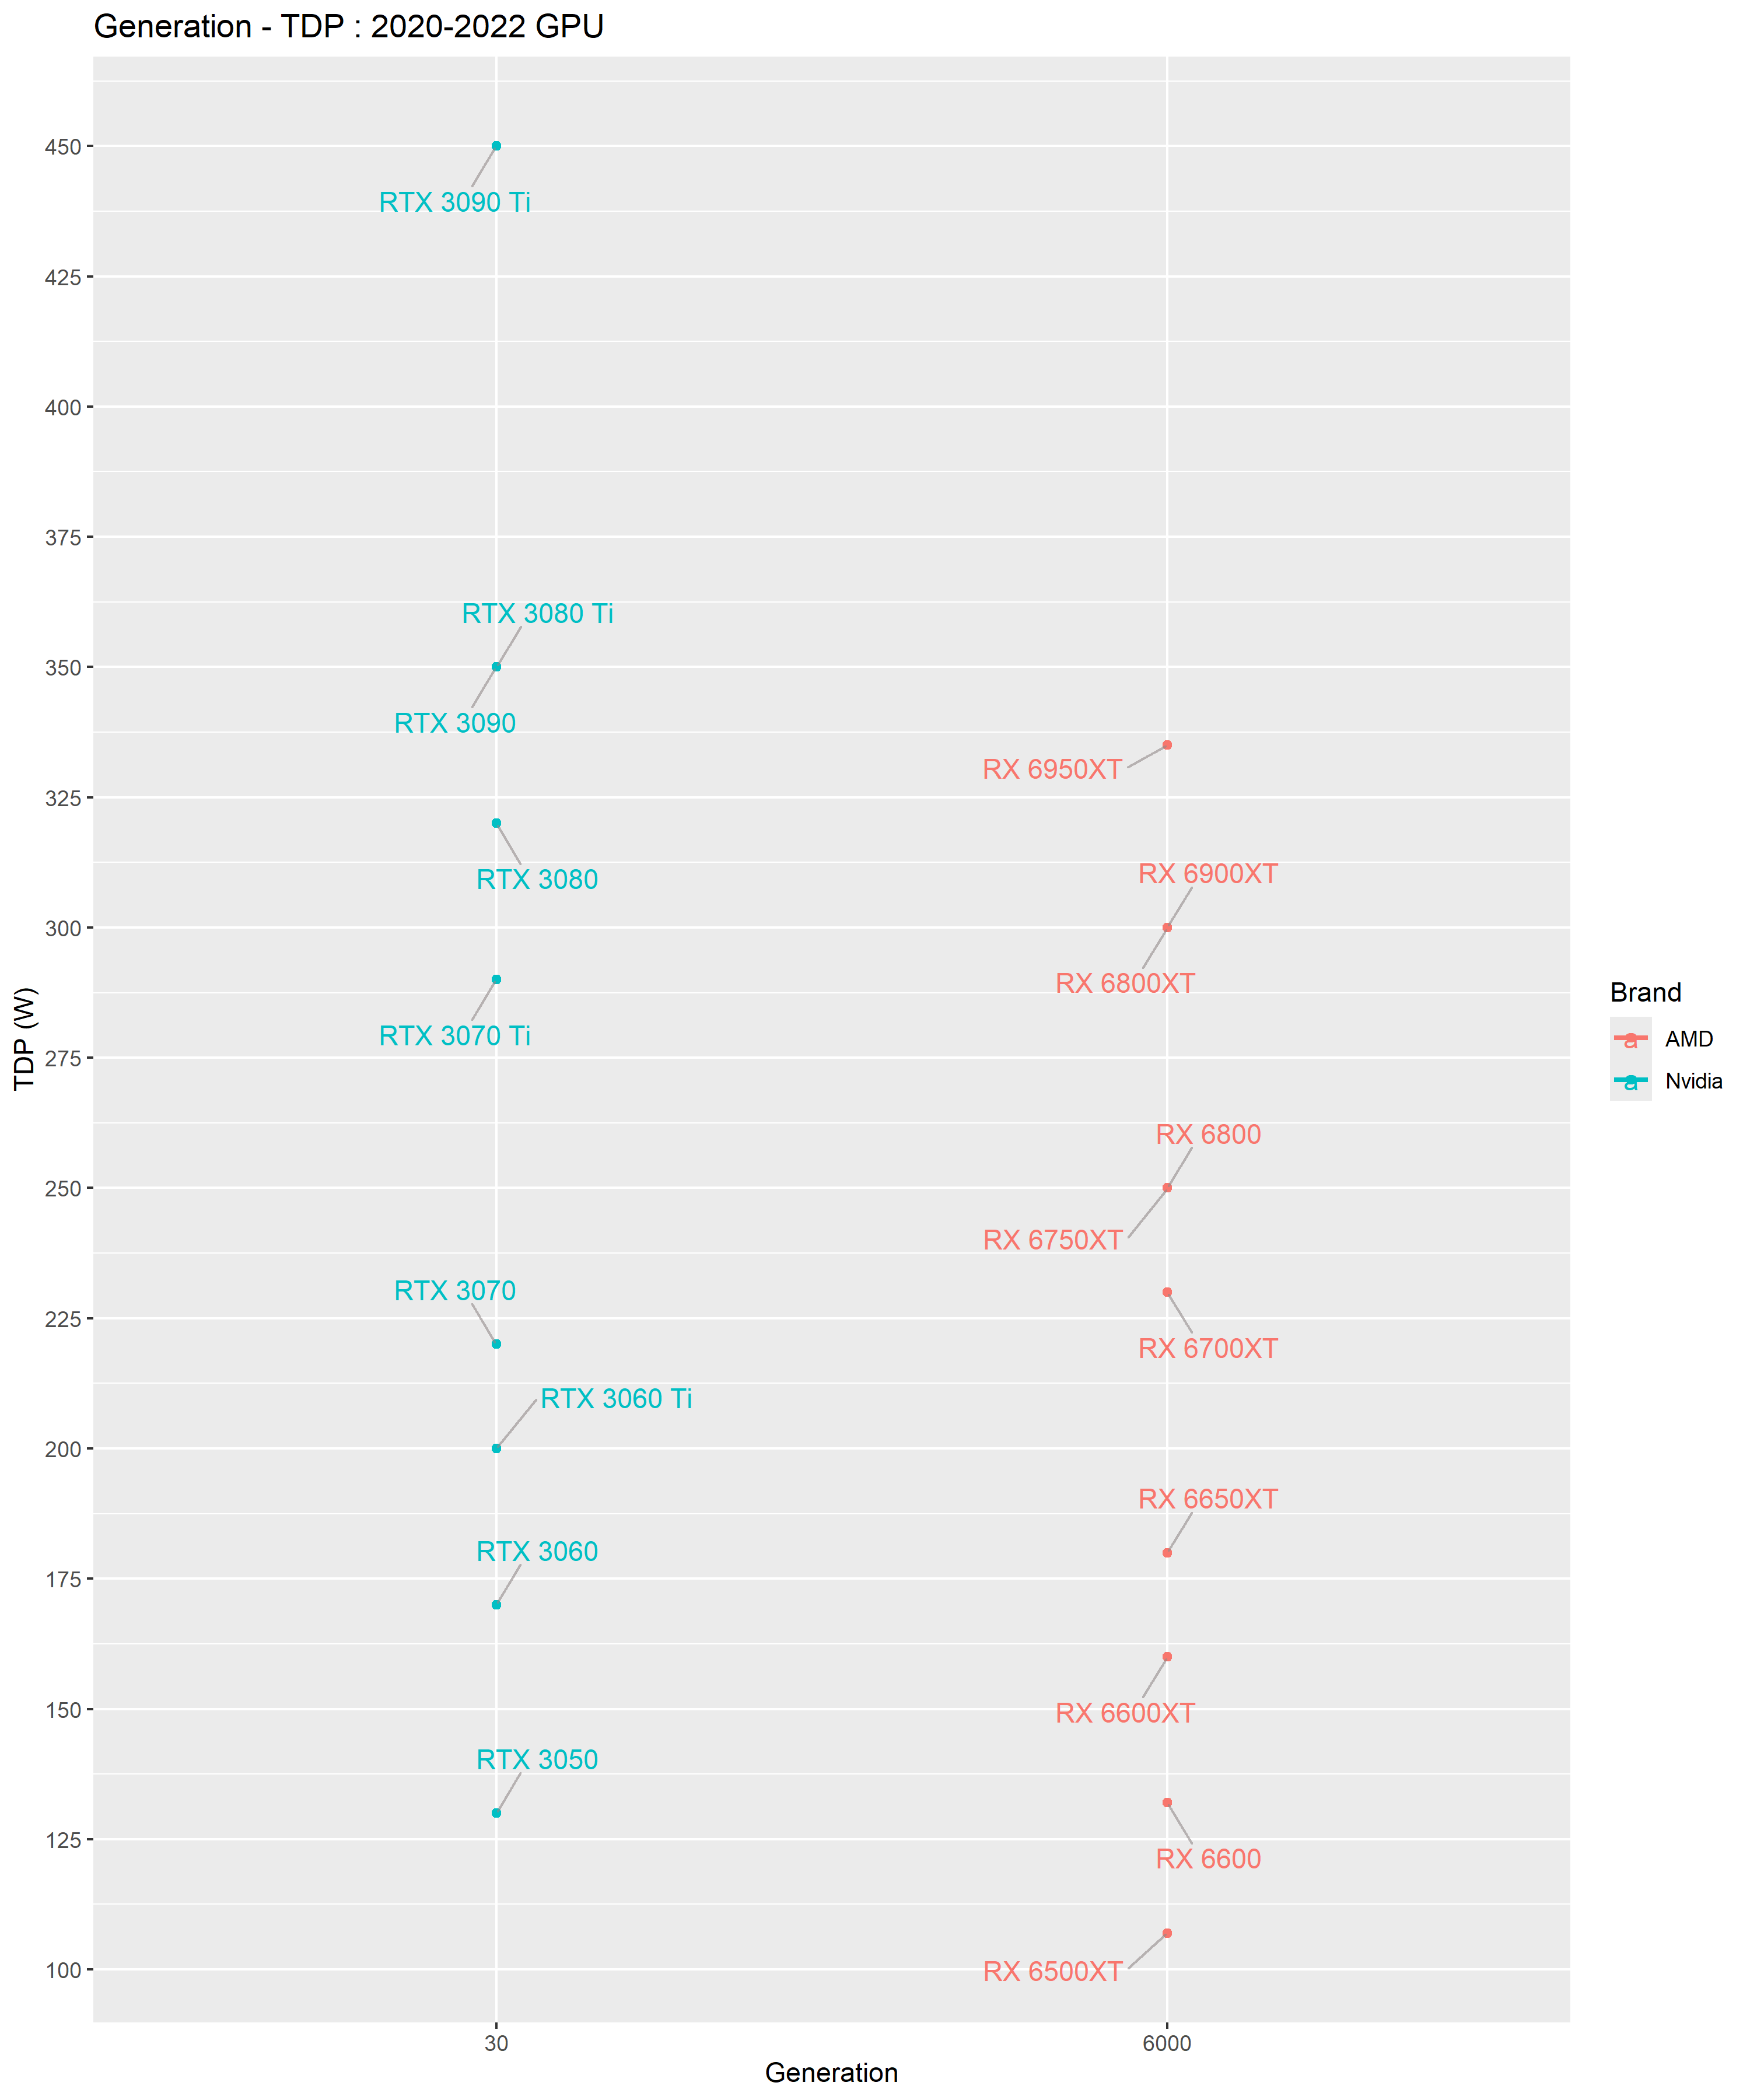 Generation - TDP : 2020-2022 GPU
450
RTX 3090 Ti
425
400
375
RTX 3080 Ti
350
RTX 3090
RX 6950XT
325
RTX 3080
RX 6900XT
300
RX 6800XT
RTX 3070 Ti
275
TDP (W)
Brand
AMD
Nvidia
RX 6800
250
RX 6750XT
RTX 3070
225
RX 6700XT
RTX 3060 Ti
200
RX 6650XT
RTX 3060
175
150
RX 6600XT
RTX 3050
125
RX 6600
100
RX 6500XT
30
6000
Generation